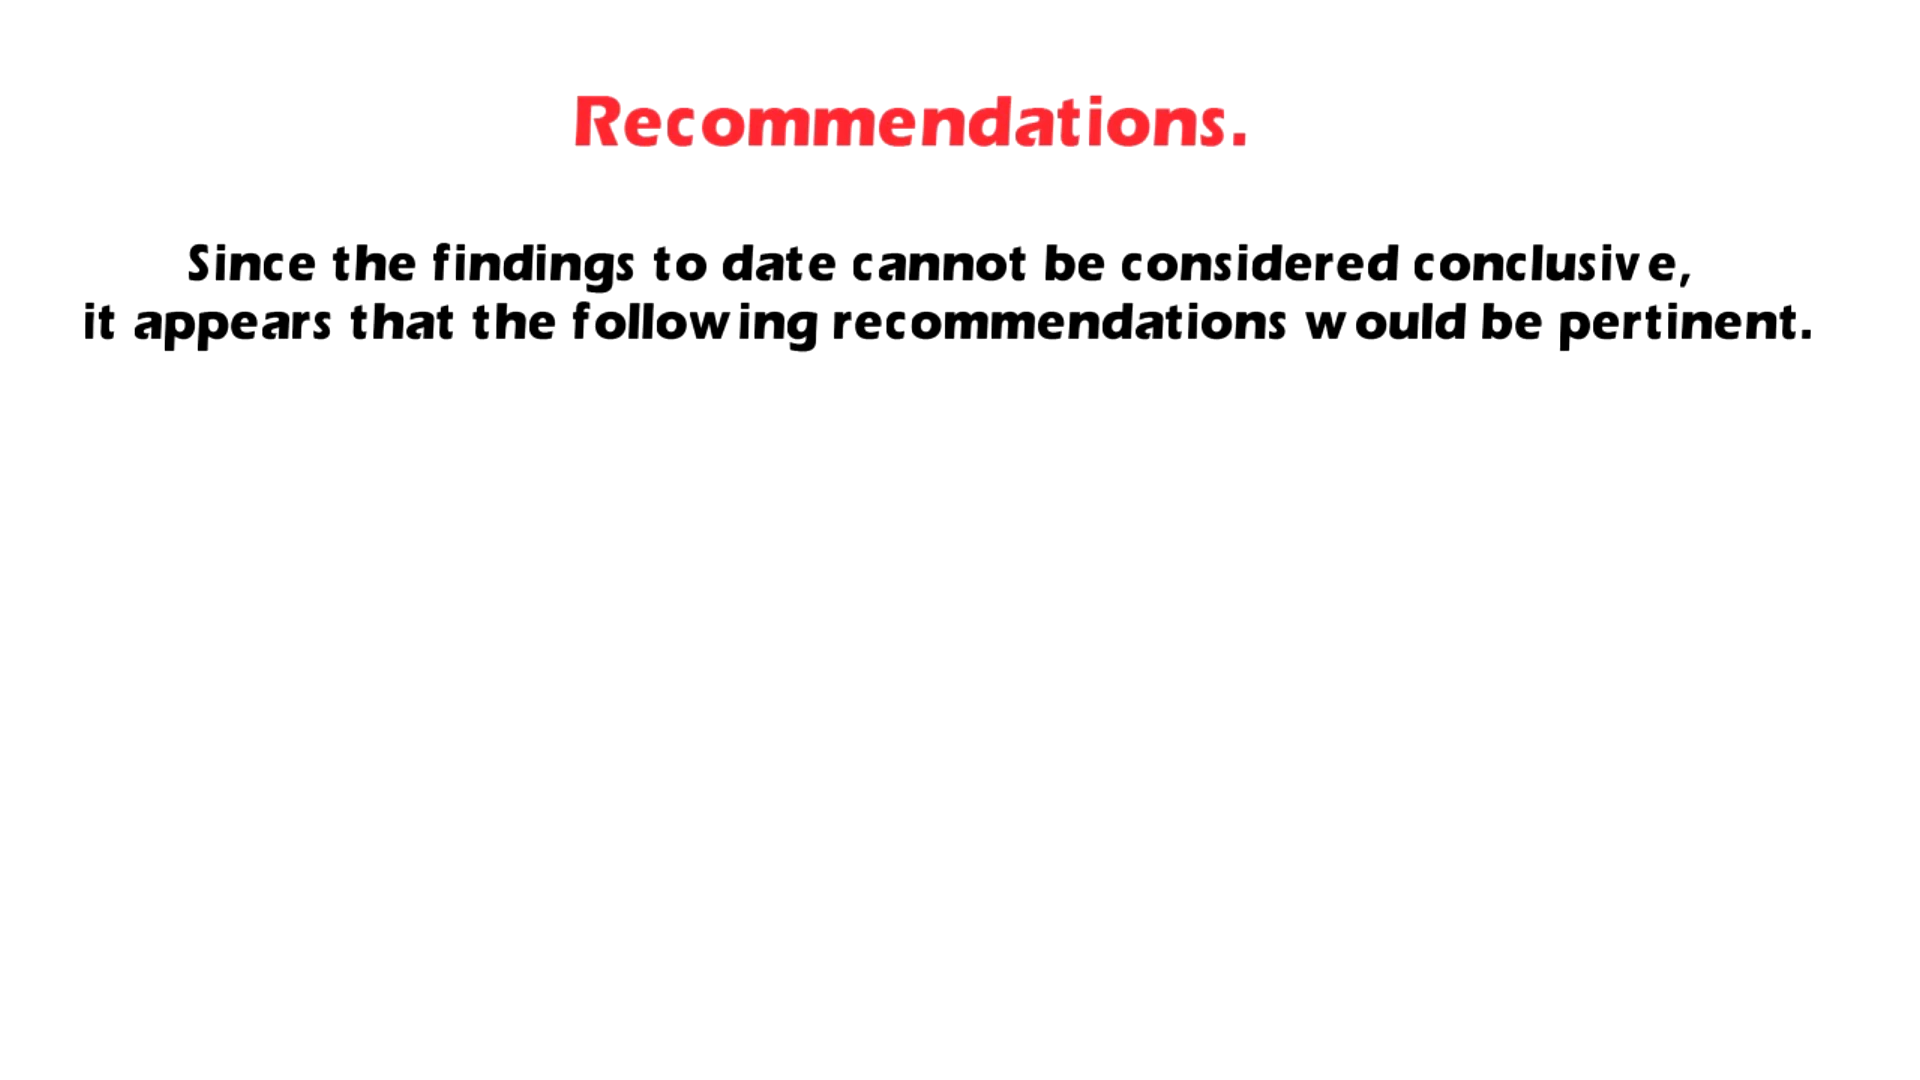 Recommendations.
Since the findings to date cannot be considered conclusive,
it appears that the following recommendations would be pertinent.